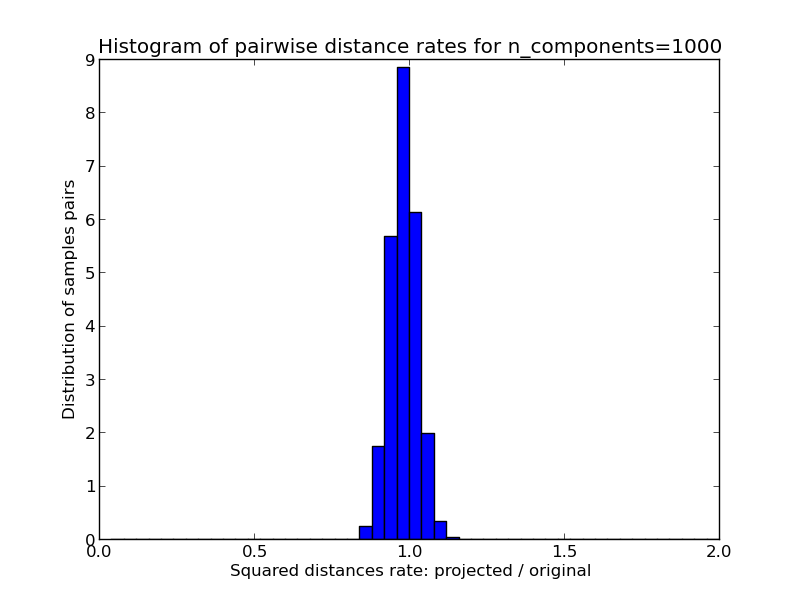 Histogram of pairwise distance rates for n_components=1000
9
8
7
6
5
4
3
2
1
0
0.0 0.5 1.0 1.5 2.0
Distribution of samples pairs
Squared distances rate: projected / original